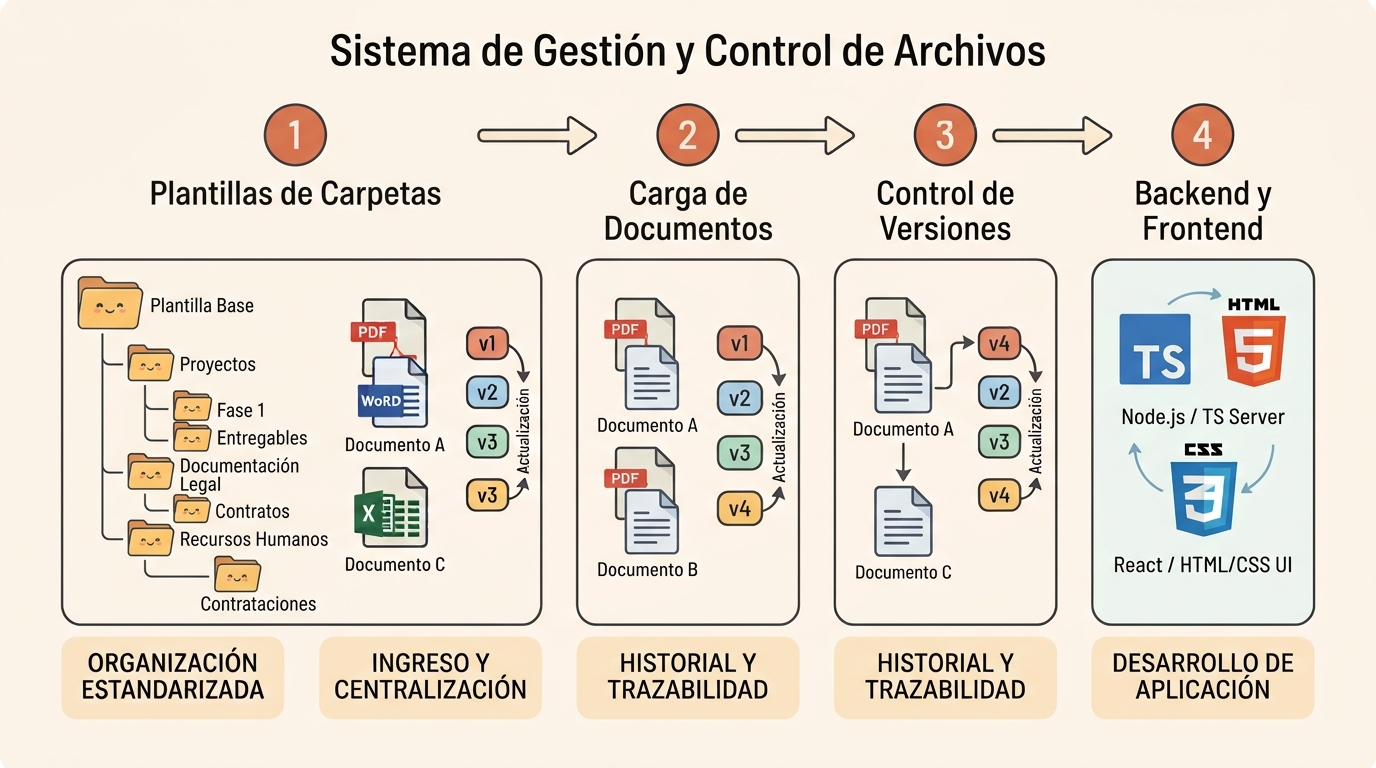 Sistema de Gestión y Control de Archivos
1
Plantillas de Carpetas
2
Carga de
Documentos
3
Control de
Versiones
4
Backend y
Frontend
Plantilla Base
Proyectos
Fase 1
Entregables
Documentación
Legal
Contratos
Recursos Humanos
Contrataciones
PDF
WoRD
Documento A
X
Documento C
v1
v2
v3
v3
Actualización
PDF
Documento A
PDF
Documento B
v1
v2
v3
v4
Actualización
PDF
Documento A
Documento C
v4
v2
v3
v4
Actualización
TS
HTML
5
Node.js / TS Server
CSS
3
React / HTML/CSS UI
ORGANIZACIÓN
ESTANDARIZADA
INGRESO Y
CENTRALIZACIÓN
HISTORIAL Y
TRAZABILIDAD
HISTORIAL Y
TRAZABILIDAD
DESARROLLO DE
APLICACIÓN